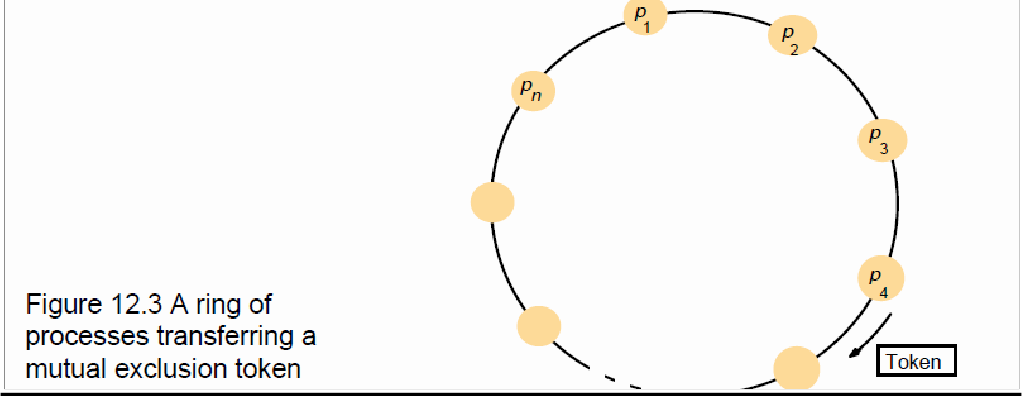 p1
p2
pn
p3
p4
Figure 12.3 A ring of
processes transferring a
mutual exclusion token
Token